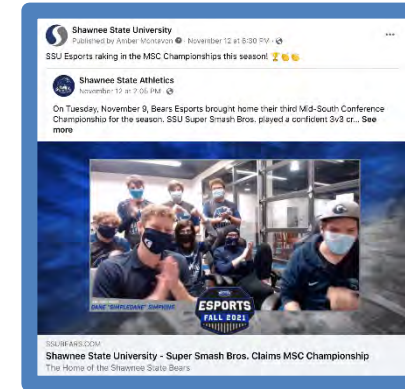 Shawnee State University
Published by Amber Montavon · November 12 at 6:30 PM ·
SSU Esports raking in the MSC Championships this season! 🏆👏👏
Shawnee State Athletics
November 12 at 2:05 PM ·
On Tuesday, November 9, Bears Esports brought home their third Mid-South Conference
Championship for the season. SSU Super Smash Bros. played a confident 3v3 cr... See
more
DANE "SIMPLEDANE" SIMMONS
ESPORTS
FALL 2021
SSUBEARS.COM
Shawnee State University - Super Smash Bros. Claims MSC Championship
The Home of the Shawnee State Bears